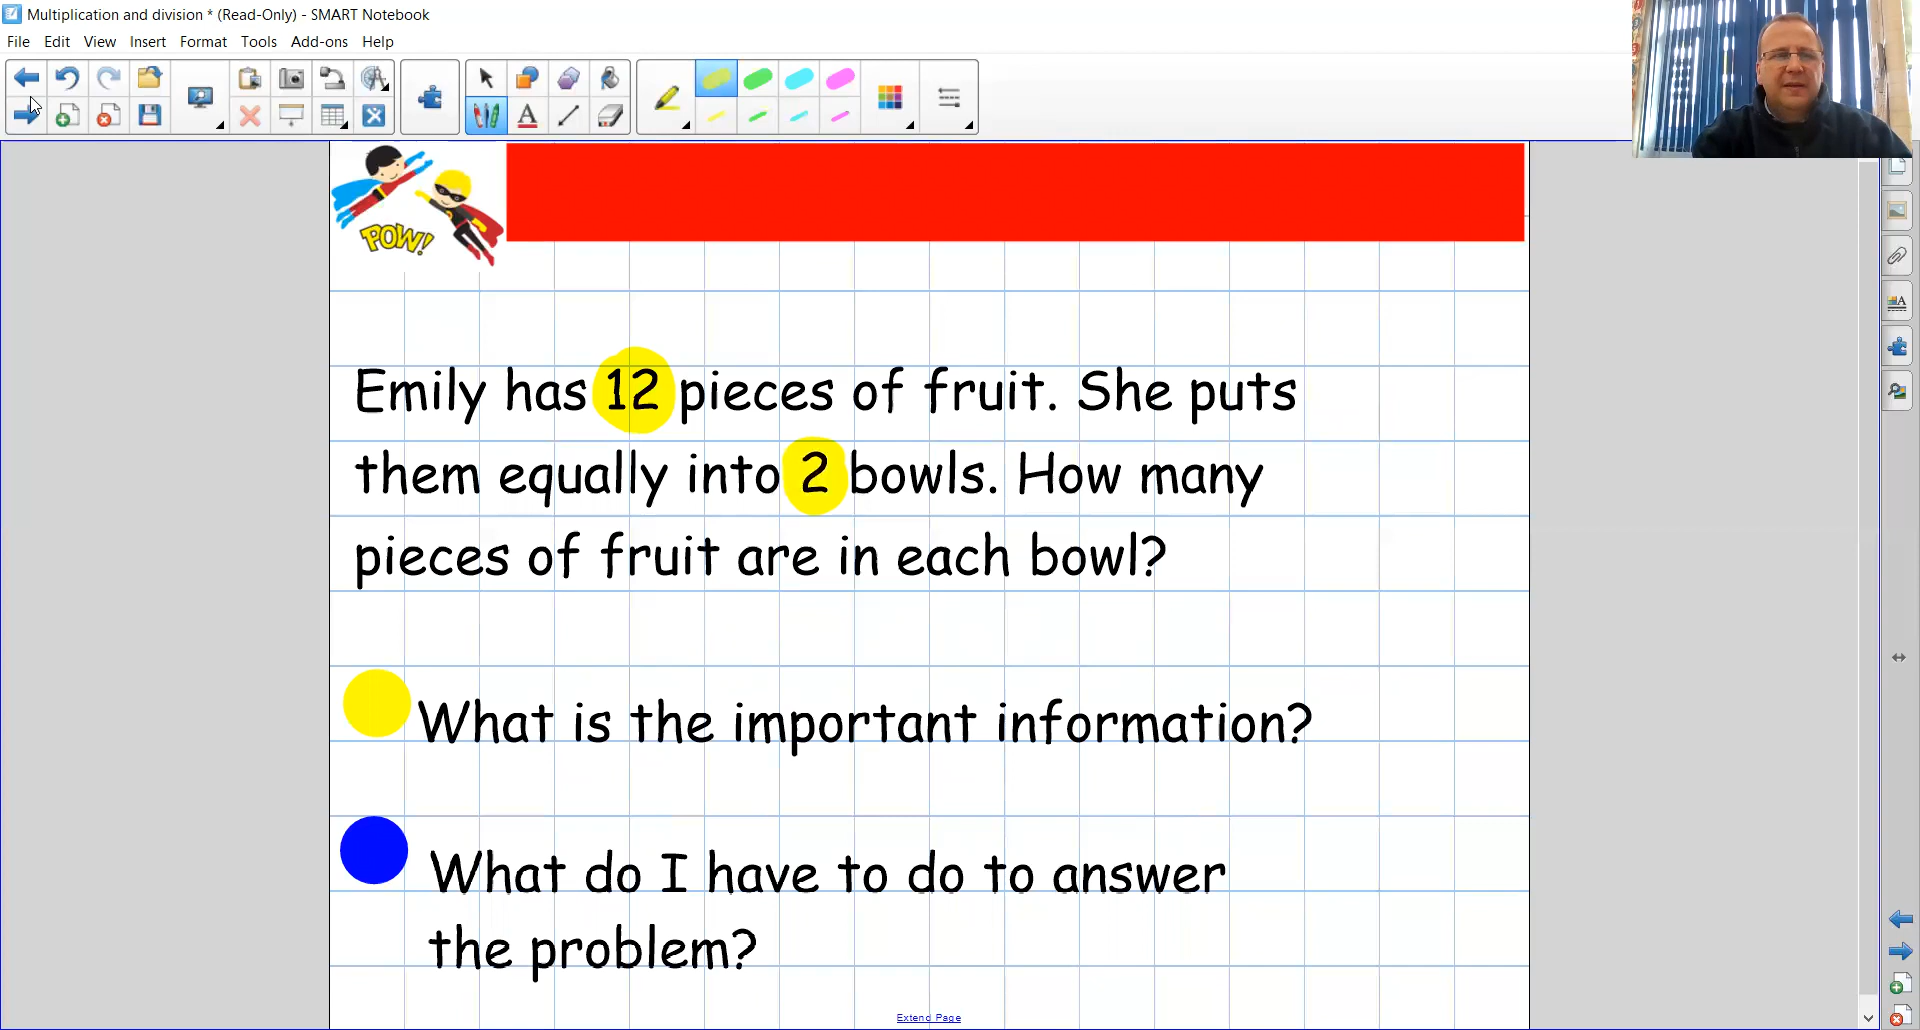 Multiplication and division * (Read-Only) - SMART Notebook
File Edit View Insert Format Tools Add-ons Help
POW!
Emily has 12 pieces of fruit. She puts
them equally into 2 bowls. How many
pieces of fruit are in each bowl?
What is the important information?
What do I have to do to answer
the problem?
Extend Page